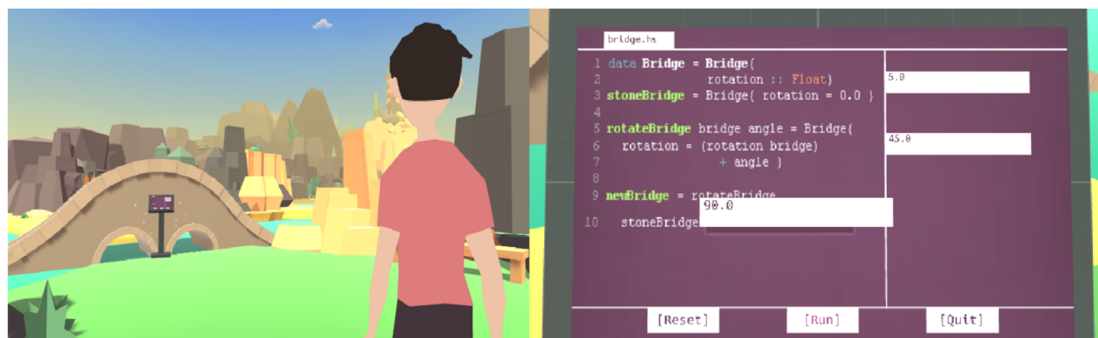 bridge.hs
1 data Bridge = Bridge{
2 rotation :: Float}
3 stoneBridge = Bridge{ rotation = 0.0 }
4
5 rotateBridge bridge angle = Bridge{
6 rotation = (rotation bridge)
7 + angle }
8
9 newBridge = rotateBridge
10 stoneBridge
90.0
5.0
45.0
[Reset] [Run] [Quit]